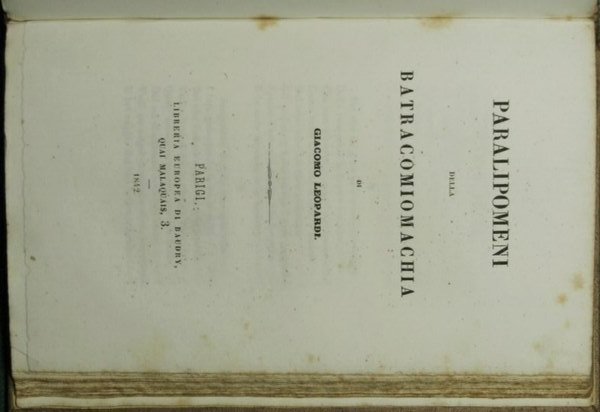 PARALIPOMENI
DELLA
BATRACOMIOMACHIA
DI
GIACOMO LEOPARDI.
PARIGI,
LIBRERIA EUROPEA DI BAUDRY,
QUAI MALAQUAIS, 3.
1842